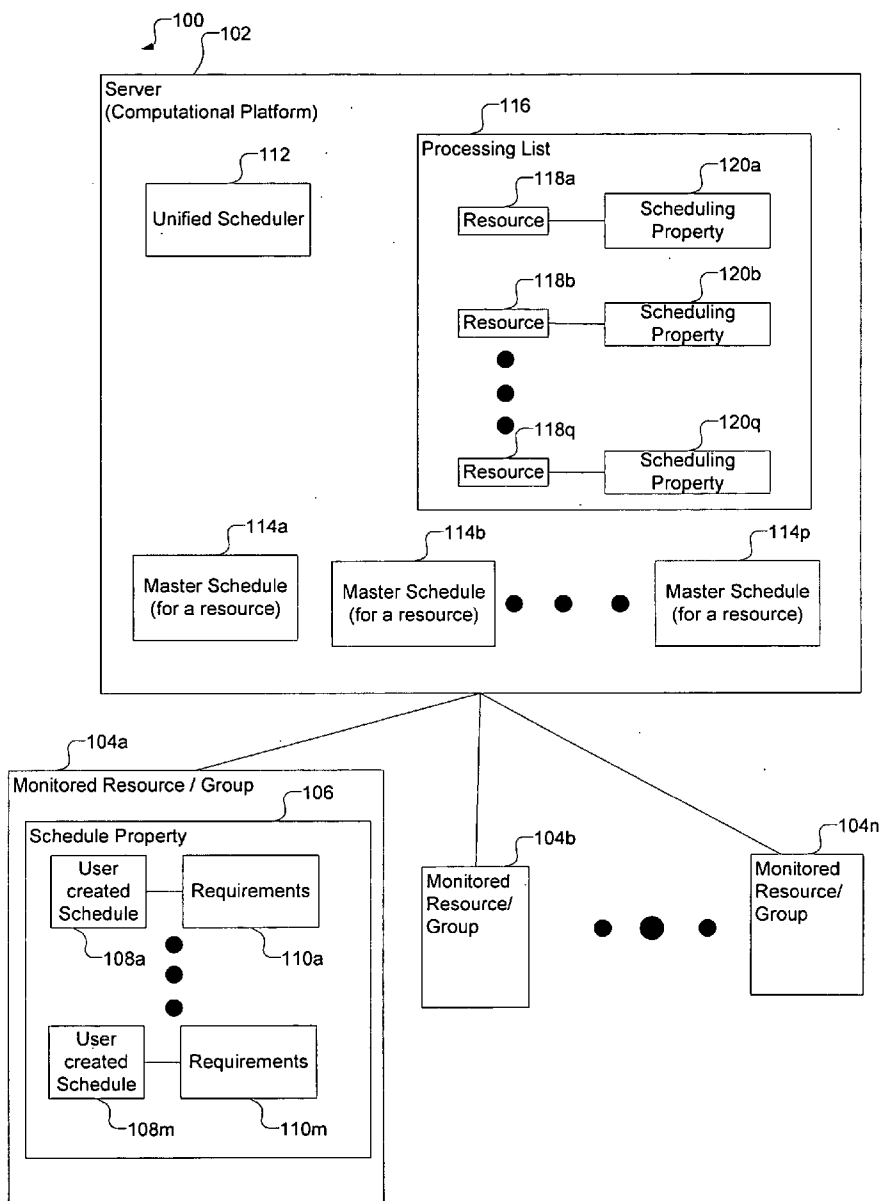 100
102
Server
(Computational Platform)
116
Processing List
112
Unified Scheduler
118a
120a
Resource
Scheduling
Property
118b
120b
Resource
Scheduling
Property
118q
120q
Resource
Scheduling
Property
114a
Master Schedule
(for a resource)
114b
Master Schedule
(for a resource)
114p
Master Schedule
(for a resource)
104a
Monitored Resource / Group
106
Schedule Property
User
created
Schedule
Requirements
108a
110a
User
created
Schedule
Requirements
108m
110m
104b
Monitored
Resource/
Group
104n
Monitored
Resource/
Group